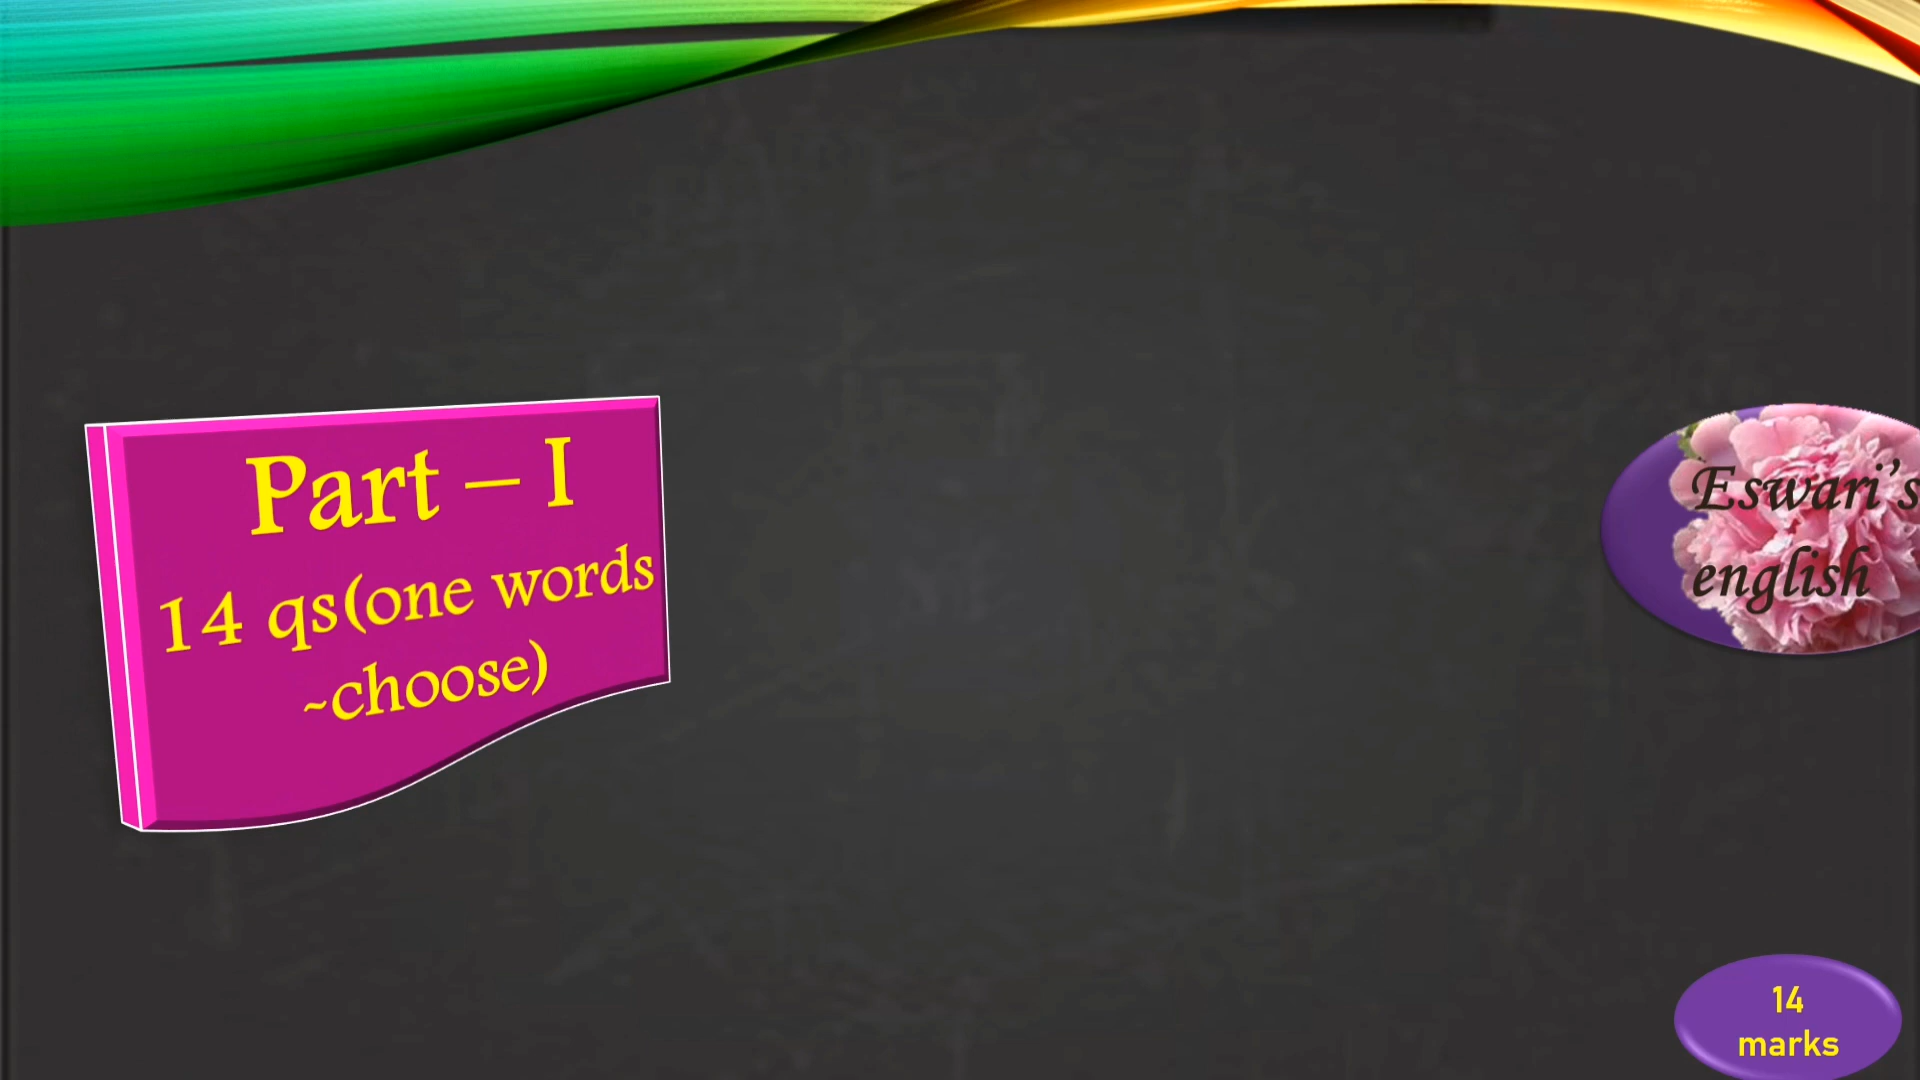 Part – I
14 qs(one words
~choose)
Eswari's
english
14
marks